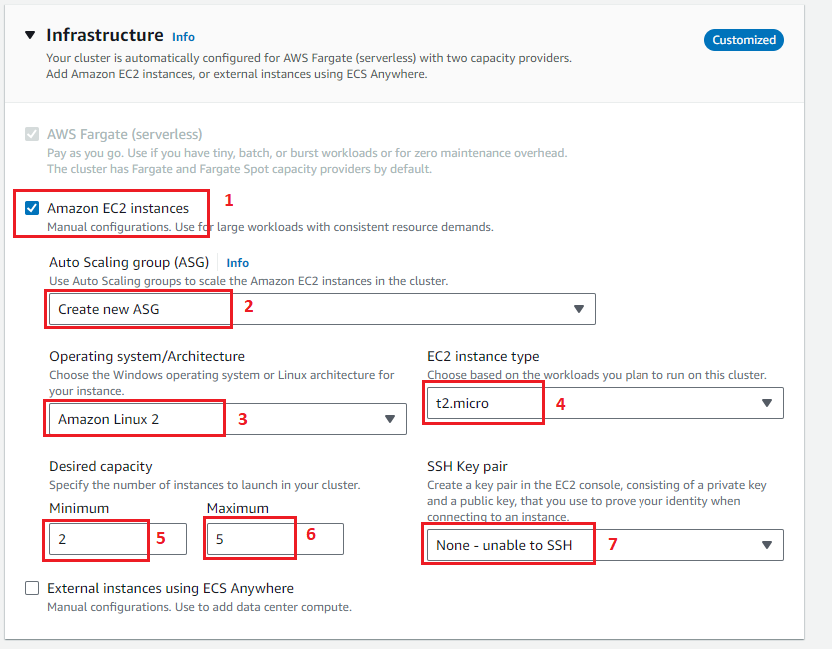 Infrastructure Info
Customized
Your cluster is automatically configured for AWS Fargate (serverless) with two capacity providers.
Add Amazon EC2 instances, or external instances using ECS Anywhere.
AWS Fargate (serverless)
Pay as you go. Use if you have tiny, batch, or burst workloads or for zero maintenance overhead.
The cluster has Fargate and Fargate Spot capacity providers by default.
Amazon EC2 instances 1
Manual configurations. Use for large workloads with consistent resource demands.
Auto Scaling group (ASG) Info
Use Auto Scaling groups to scale the Amazon EC2 instances in the cluster.
Create new ASG 2
Operating system/Architecture
Choose the Windows operating system or Linux architecture for
your instance.
Amazon Linux 2 3
EC2 instance type
Choose based on the workloads you plan to run on this cluster.
t2.micro 4
Desired capacity
Specify the number of instances to launch in your cluster.
Minimum Maximum
2 5 5 6
SSH Key pair
Create a key pair in the EC2 console, consisting of a private key
and a public key, that you use to prove your identity when
connecting to an instance.
None - unable to SSH 7
External instances using ECS Anywhere
Manual configurations. Use to add data center compute.